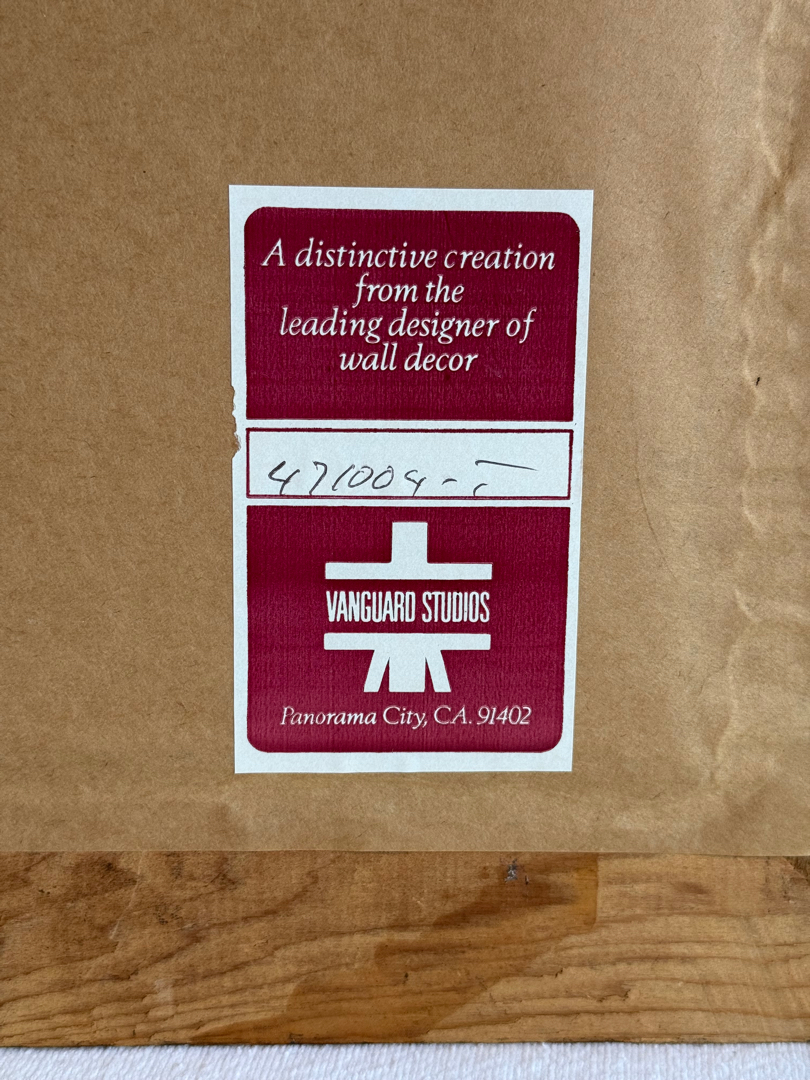 A distinctive creation
from the
leading designer of
wall decor
VANGUARD STUDIOS
Panorama City, CA. 91402